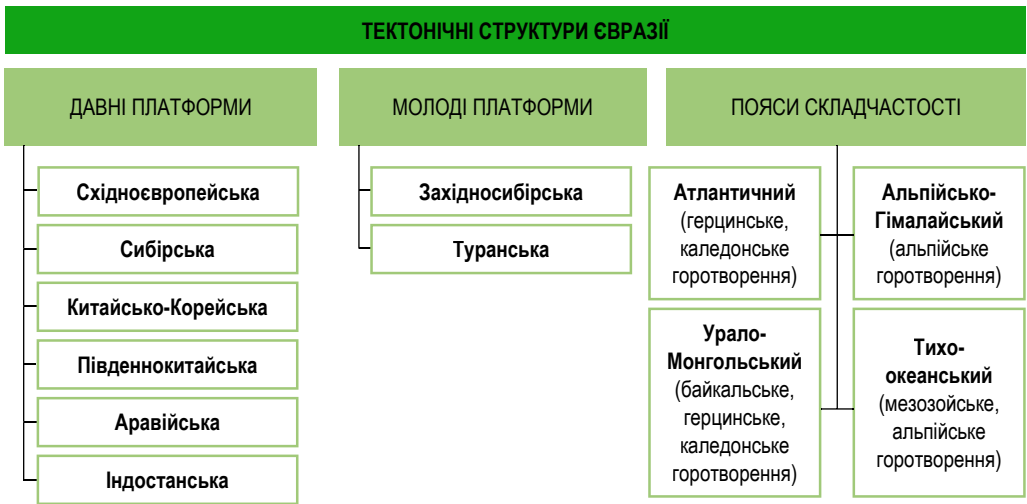 ТЕКТОНІЧНІ СТРУКТУРИ ЄВРАЗІЇ
ДАВНІ ПЛАТФОРМИ
Східноєвропейська
Сибірська
Китайсько-Корейська
Південнокитайська
Аравійська
Індостанська
МОЛОДІ ПЛАТФОРМИ
Західносибірська
Туранська
ПОЯСИ СКЛАДЧАСТОСТІ
Атлантичний
(герцинське,
каледонське
горотворення)
Альпійсько-
Гімалайський
(альпійське
горотворення)
Урало-
Монгольський
(байкальське,
герцинське,
каледонське
горотворення)
Тихо-
океанський
(мезозойське,
альпійське
горотворення)